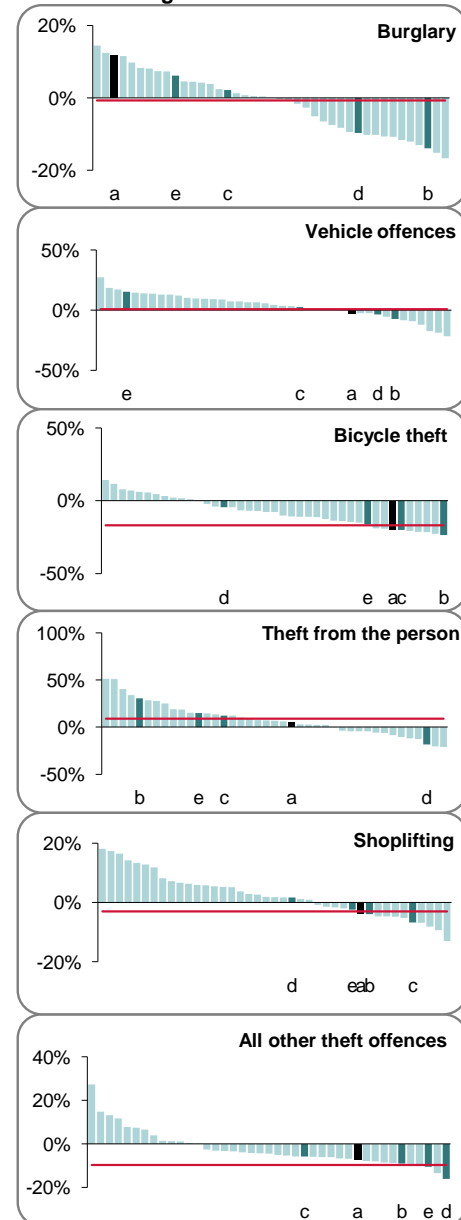 20%
Burglary
0%
-20%
a e c d b
50%
Vehicle offences
0%
-50%
e c a d b
50%
Bicycle theft
0%
-50%
d e ac b
100%
Theft from the person
50%
0%
-50%
b e c a d
20%
Shoplifting
0%
-20%
d eab c
40%
All other theft offences
20%
0%
-20%
c a b e d